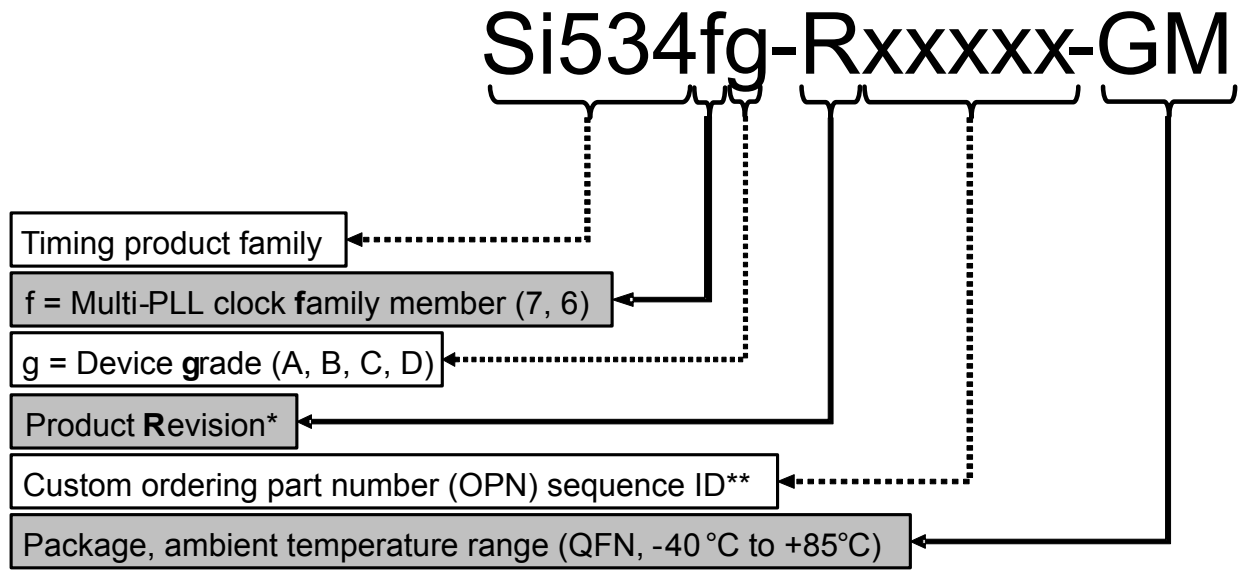 Si534fg-Rxxxxx-GM
Timing product family
f = Multi-PLL clock family member (7, 6)
g = Device grade (A, B, C, D)
Product Revision*
Custom ordering part number (OPN) sequence ID**
Package, ambient temperature range (QFN, -40 °C to +85°C)